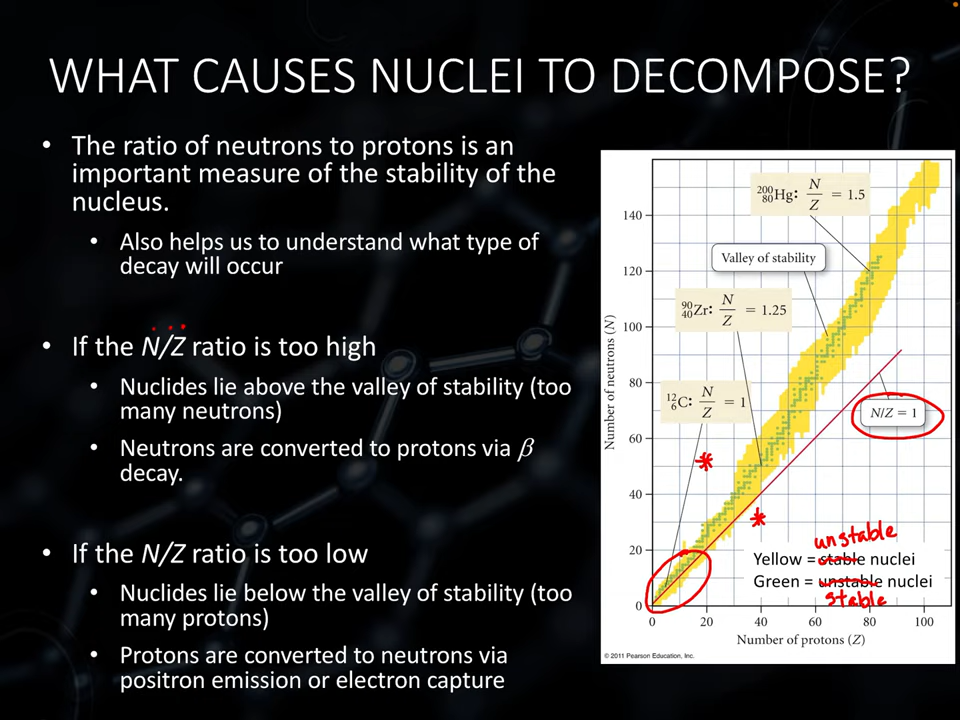 WHAT CAUSES NUCLEI TO DECOMPOSE?
• The ratio of neutrons to protons is an
important measure of the stability of the
nucleus.
• Also helps us to understand what type of
decay will occur
• If the N/Z ratio is too high
• Nuclides lie above the valley of stability (too
many neutrons)
• Neutrons are converted to protons via β
decay.
• If the N/Z ratio is too low
• Nuclides lie below the valley of stability (too
many protons)
• Protons are converted to neutrons via
positron emission or electron capture
Number of neutrons (N)
140
120
100
80
60
40
20
0
200 80 Hg: N/Z = 1.5
Valley of stability
90 40 Zr: N/Z = 1.25
12 6 C: N/Z = 1
N/Z = 1
*
*
unstable
Yellow = stable nuclei
Green = unstable nuclei
stable
0 20 40 60 80 100
Number of protons (Z)
© 2011 Pearson Education, Inc.